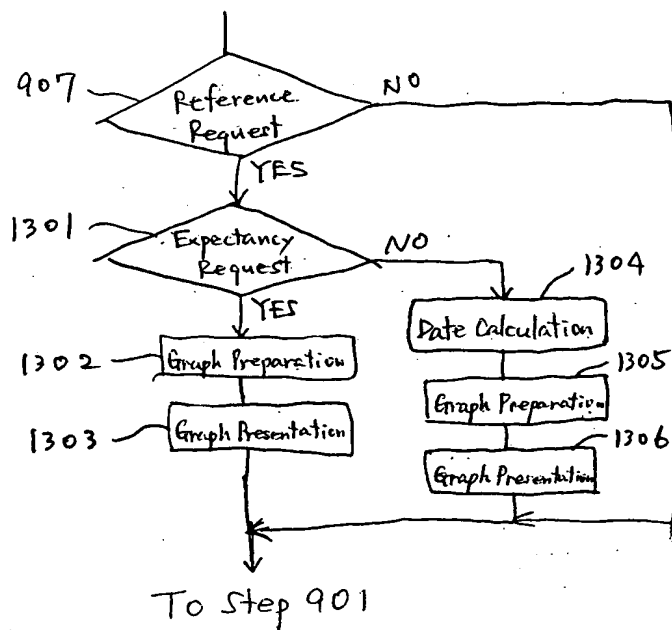 907
Reference
Request
NO
YES
1301
Expectancy
Request
NO
YES
1304
Date Calculation
1302
Graph Preparation
1305
Graph Preparation
1303
Graph Presentation
1306
Graph Presentation
To Step 901